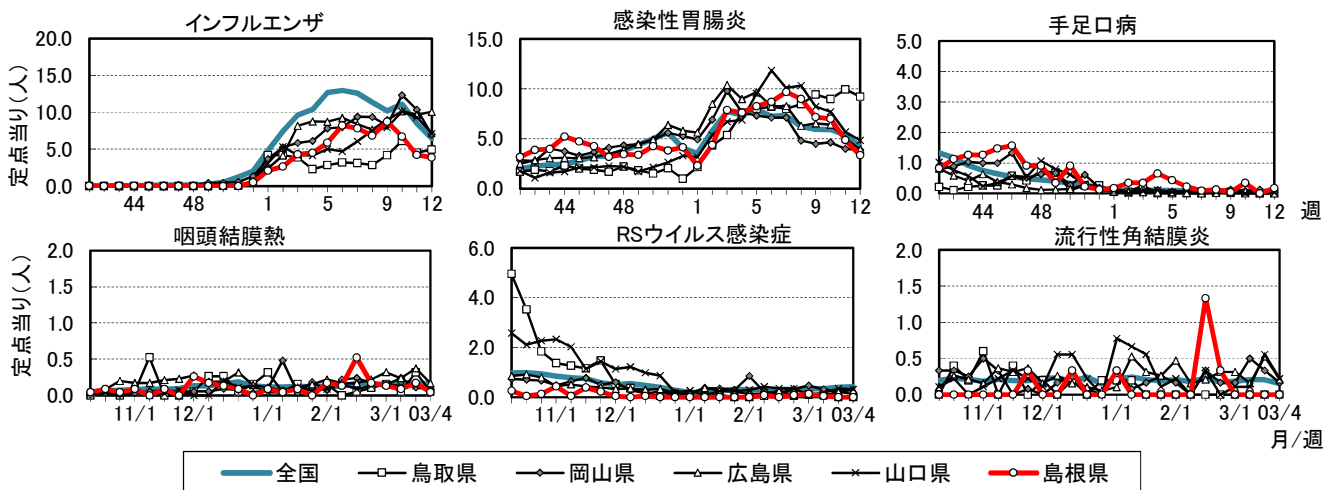 インフルエンザ
定点当り(人)
20.0
15.0
10.0
5.0
0.0
44 48 1 5 9 12
感染性胃腸炎
15.0
10.0
5.0
0.0
44 48 1 5 9 12
手足口病
5.0
4.0
3.0
2.0
1.0
0.0
44 48 1 5 9 12 週
咽頭結膜熱
定点当り(人)
2.0
1.5
1.0
0.5
0.0
11/1 12/1 1/1 2/1 3/1 03/4
RSウイルス感染症
6.0
4.0
2.0
0.0
11/1 12/1 1/1 2/1 3/1 03/4
流行性角結膜炎
2.0
1.5
1.0
0.5
0.0
11/1 12/1 1/1 2/1 3/1 03/4
月/週
全国 鳥取県 岡山県 広島県 山口県 島根県